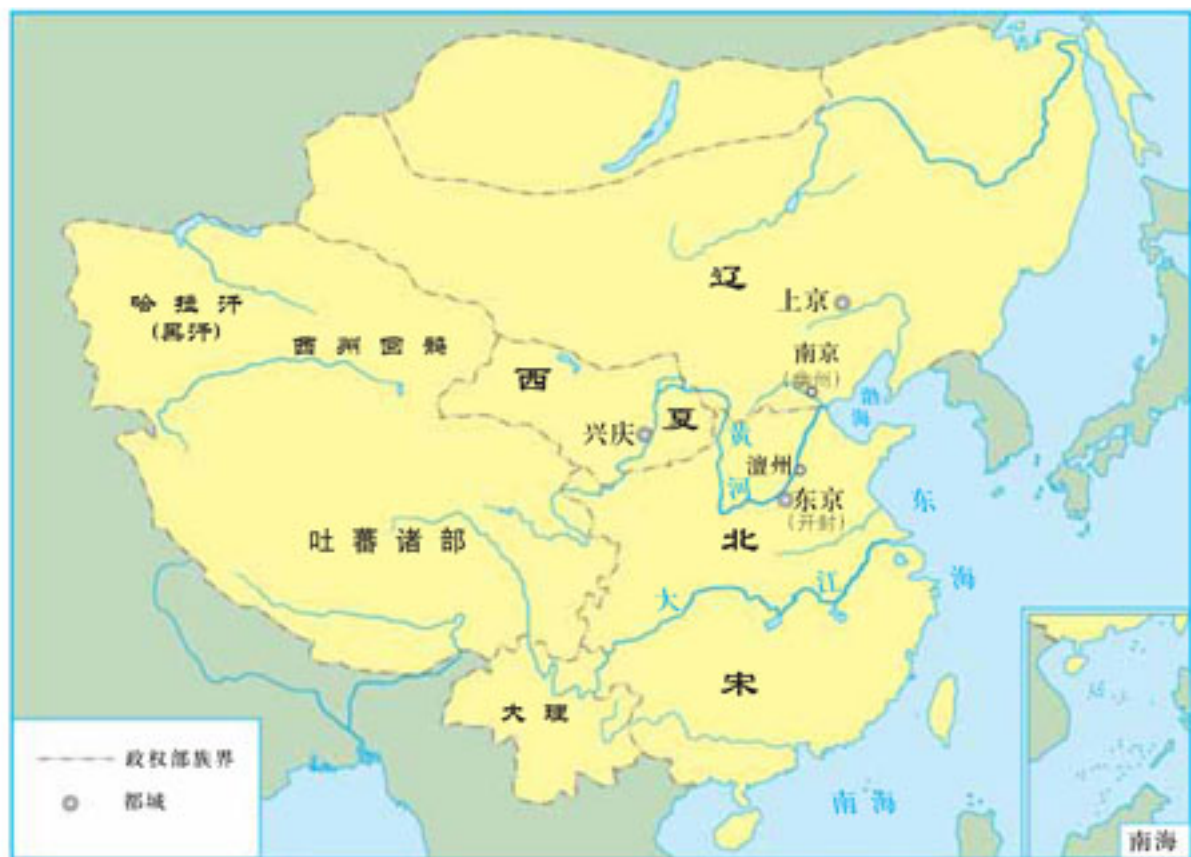 辽
上京
哈拉汗
(黑汗)
西州回鹘
南京
(幽州)
渤海
西夏
兴庆
黄河
澶州
东京
(开封)
东海
吐蕃诸部
北宋
大江
大理
南海
政权部族界
都城
南海